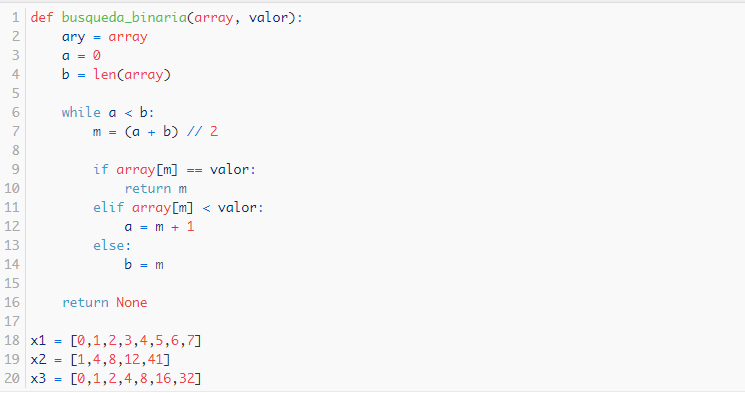 1 def busqueda_binaria(array, valor):
2     ary = array
3     a = 0
4     b = len(array)
5
6     while a < b:
7         m = (a + b) // 2
8
9         if array[m] == valor:
10             return m
11         elif array[m] < valor:
12             a = m + 1
13         else:
14             b = m
15
16     return None
17
18 x1 = [0,1,2,3,4,5,6,7]
19 x2 = [1,4,8,12,41]
20 x3 = [0,1,2,4,8,16,32]